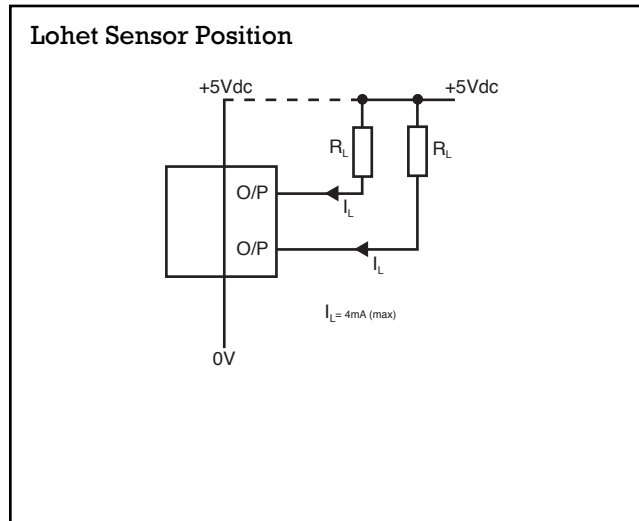 Lohet Sensor Position
+5Vdc
+5Vdc
RL
RL
O/P
IL
O/P
IL
IL= 4mA (max)
0V